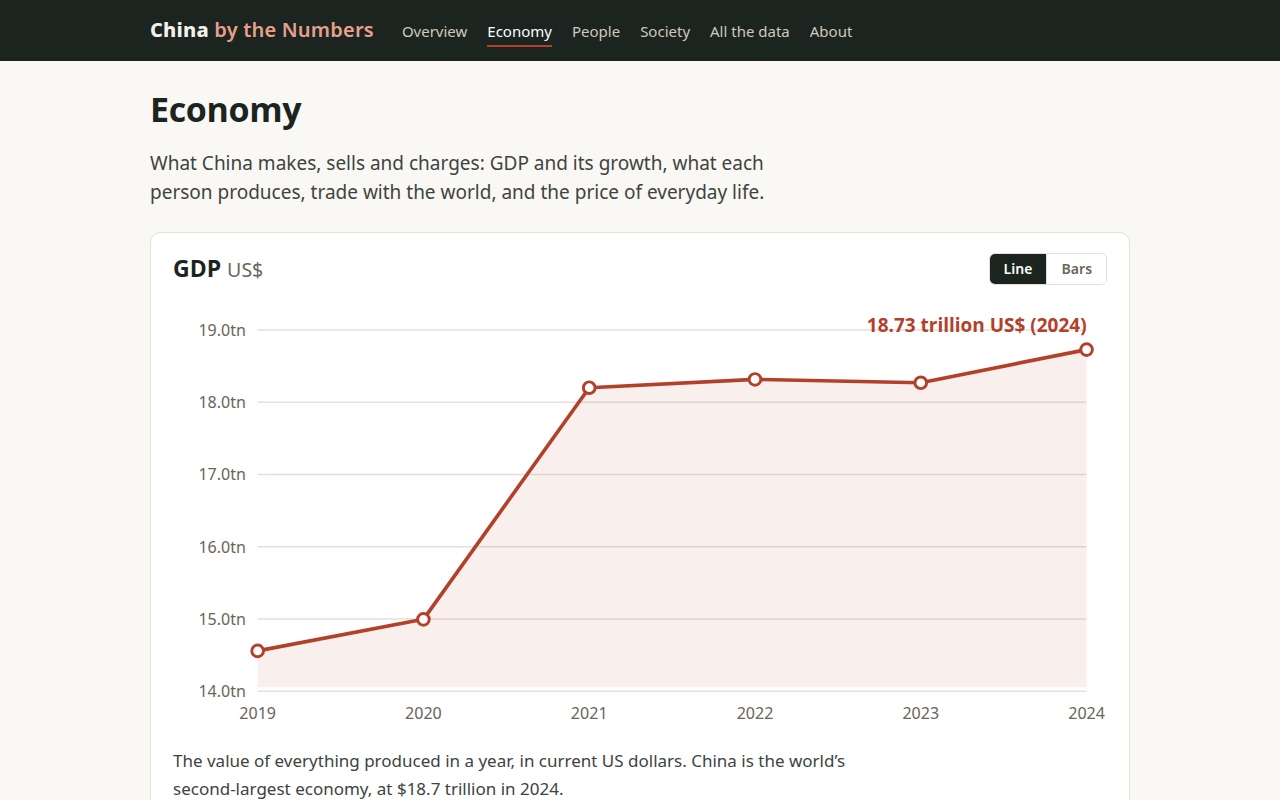 China by the Numbers
Overview
Economy
People
Society
All the data
About
Economy
What China makes, sells and charges: GDP and its growth, what each
person produces, trade with the world, and the price of everyday life.
GDP US$
Line
Bars
18.73 trillion US$ (2024)
19.0tn
18.0tn
17.0tn
16.0tn
15.0tn
14.0tn
2019
2020
2021
2022
2023
2024
The value of everything produced in a year, in current US dollars. China is the world’s
second-largest economy, at $18.7 trillion in 2024.